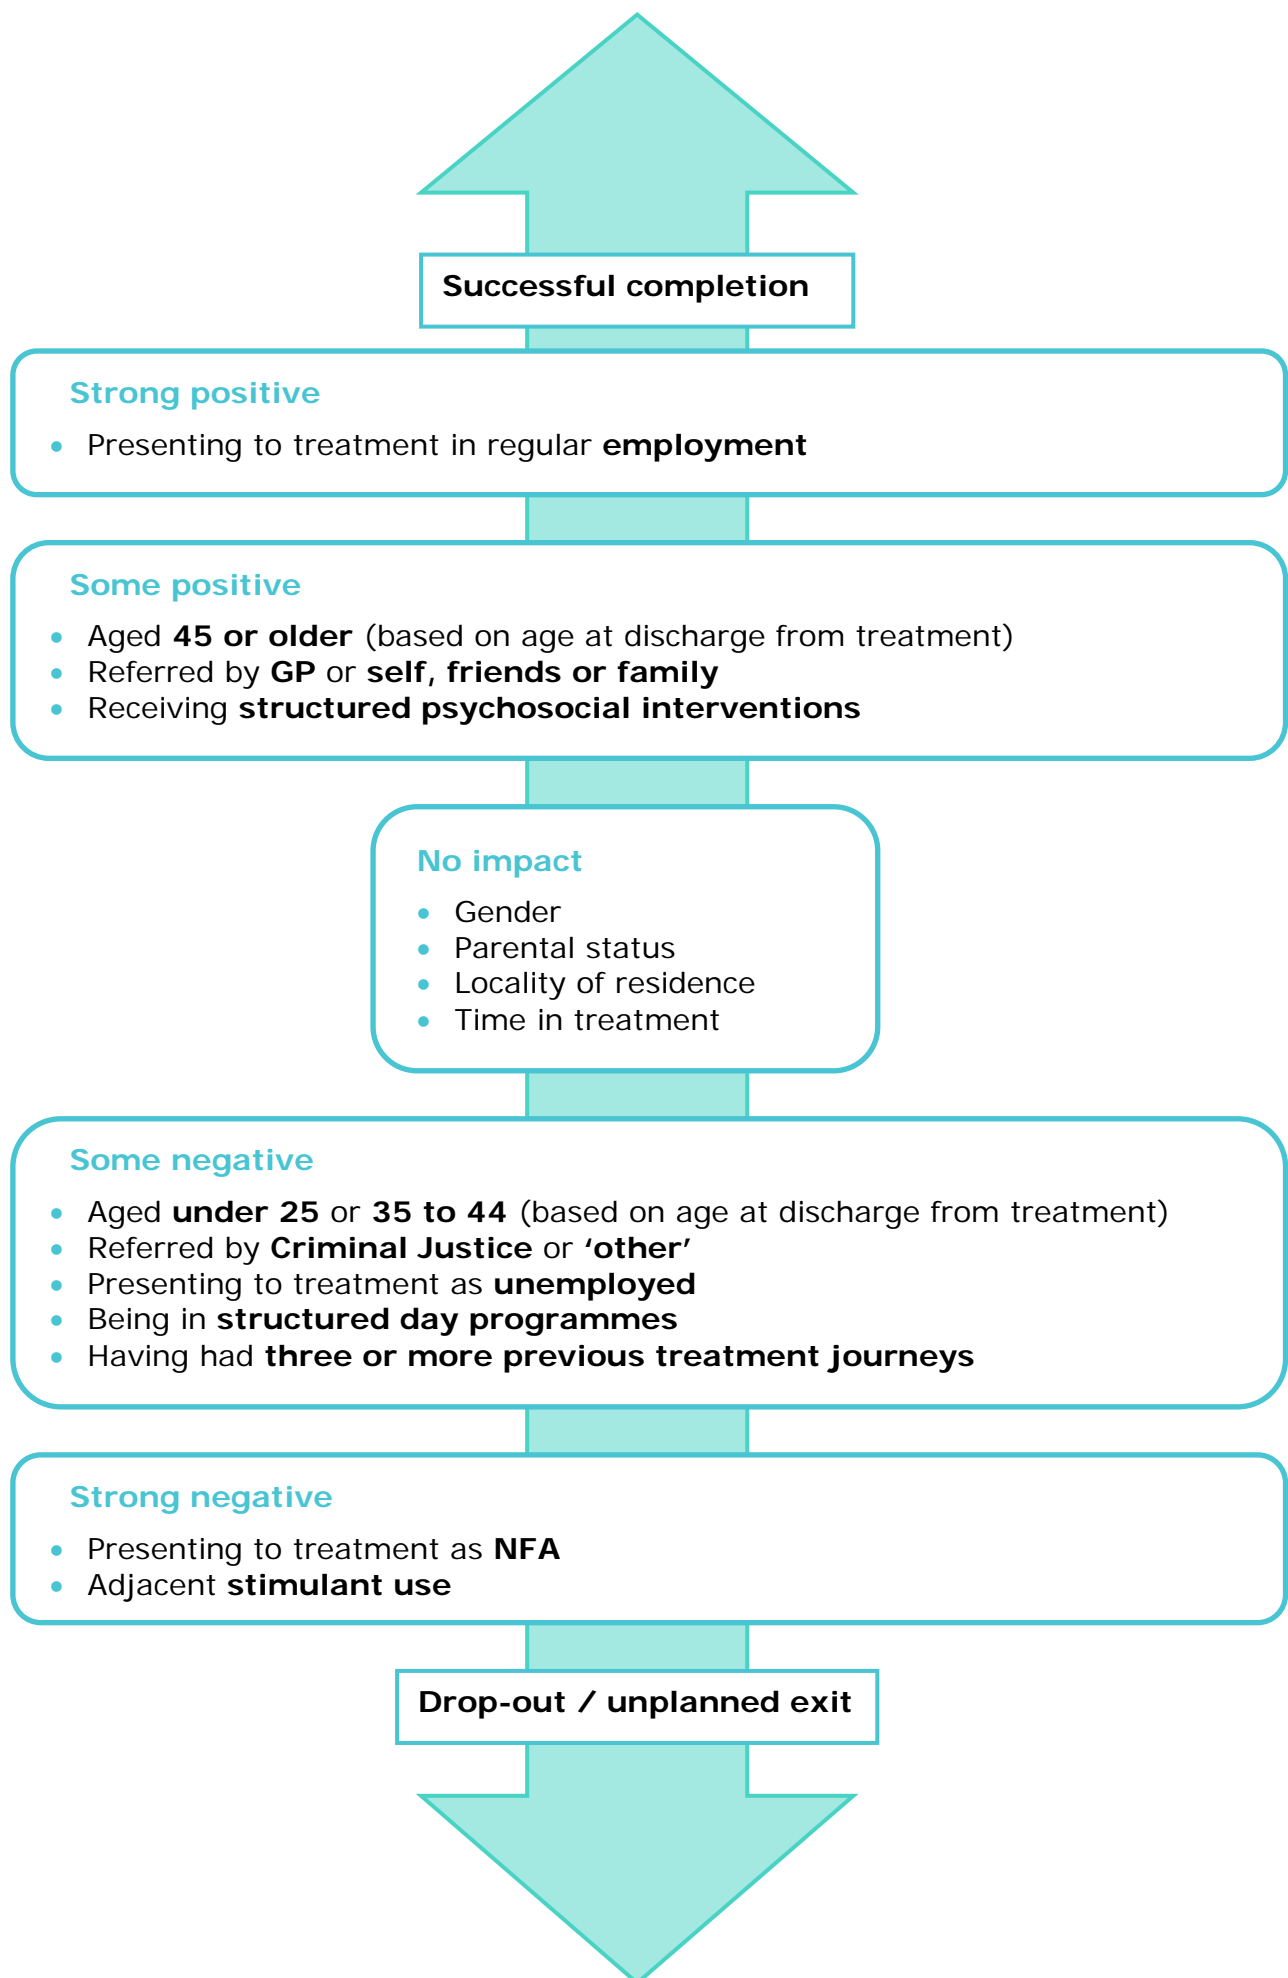 Successful completion
Strong positive
• Presenting to treatment in regular employment
Some positive
• Aged 45 or older (based on age at discharge from treatment)
• Referred by GP or self, friends or family
• Receiving structured psychosocial interventions
No impact
• Gender
• Parental status
• Locality of residence
• Time in treatment
Some negative
• Aged under 25 or 35 to 44 (based on age at discharge from treatment)
• Referred by Criminal Justice or ‘other’
• Presenting to treatment as unemployed
• Being in structured day programmes
• Having had three or more previous treatment journeys
Strong negative
• Presenting to treatment as NFA
• Adjacent stimulant use
Drop-out / unplanned exit